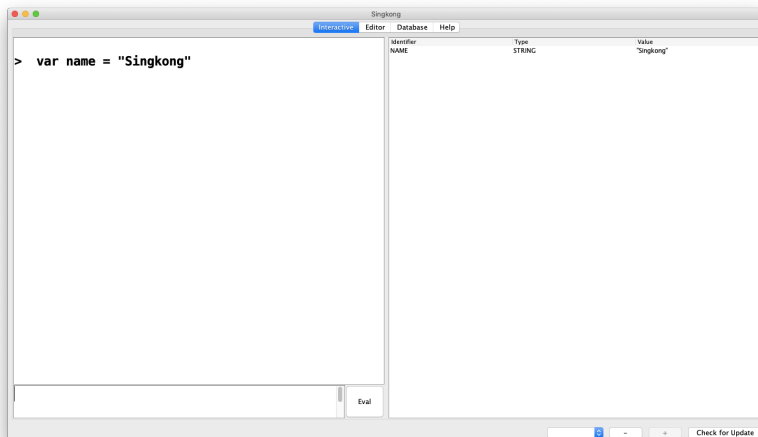 Singkong
Interactive Editor Database Help
Identifier Type Value
NAME STRING "Singkong"
> var name = "Singkong"
Eval
- + Check for Update